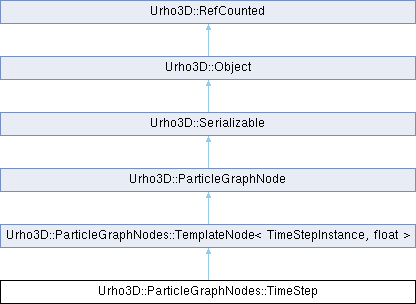 Urho3D::RefCounted
Urho3D::Object
Urho3D::Serializable
Urho3D::ParticleGraphNode
Urho3D::ParticleGraphNodes::TemplateNode< TimeStepInstance, float >
Urho3D::ParticleGraphNodes::TimeStep